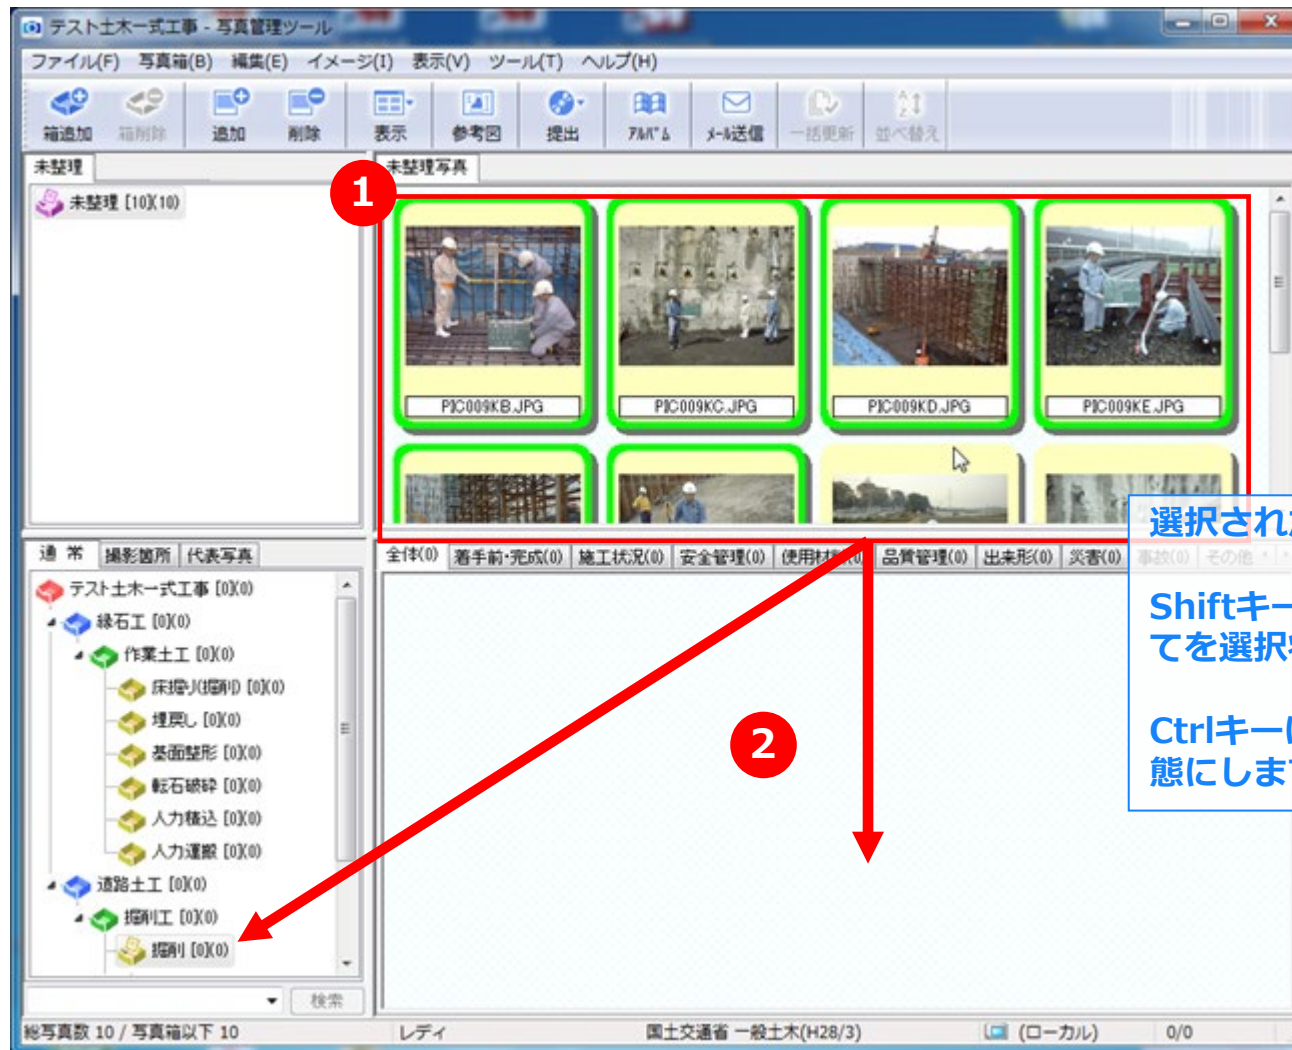 テスト土木一式工事 - 写真管理ツール
ファイル(F) 写真箱(B) 編集(E) イメージ(I) 表示(V) ツール(T) ヘルプ(H)
箱追加 箱削除 追加 削除 表示 参考図 提出 ｱﾙﾊﾞﾑ ﾒｰﾙ送信 一括更新 並べ替え
未整理
未整理写真
1
未整理 [10](10)
PIC009KB.JPG PIC009KC.JPG PIC009KD.JPG PIC009KE.JPG
選択され
Shiftキー
てを選択
Ctrlキー
態にしま
通 常 撮影箇所 代表写真
全体(0) 着手前・完成(0) 施工状況(0) 安全管理(0) 使用材料(0) 品質管理(0) 出来形(0) 災害(0) 事故(0) その他
テスト土木一式工事 [0](0)
縁石工 [0](0)
作業土工 [0](0)
床掘り(掘削) [0](0)
埋戻し [0](0)
基面整形 [0](0)
転石破砕 [0](0)
人力積込 [0](0)
人力運搬 [0](0)
道路土工 [0](0)
掘削工 [0](0)
掘削 [0](0)
2
検索
総写真数 10 / 写真箱以下 10 レディ 国土交通省 一般土木(H28/3) (ローカル) 0/0